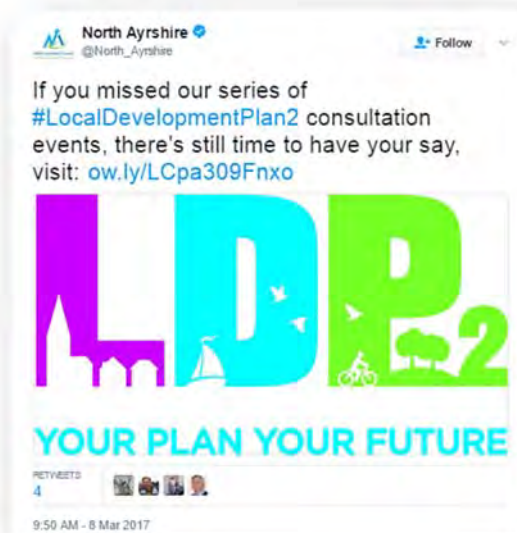 North Ayrshire
@North_Ayrshire
Follow
If you missed our series of
#LocalDevelopmentPlan2 consultation
events, there's still time to have your say,
visit: ow.ly/LCpa309Fnxo
LDP2
YOUR PLAN YOUR FUTURE
RETWEETS
4
9:50 AM - 8 Mar 2017